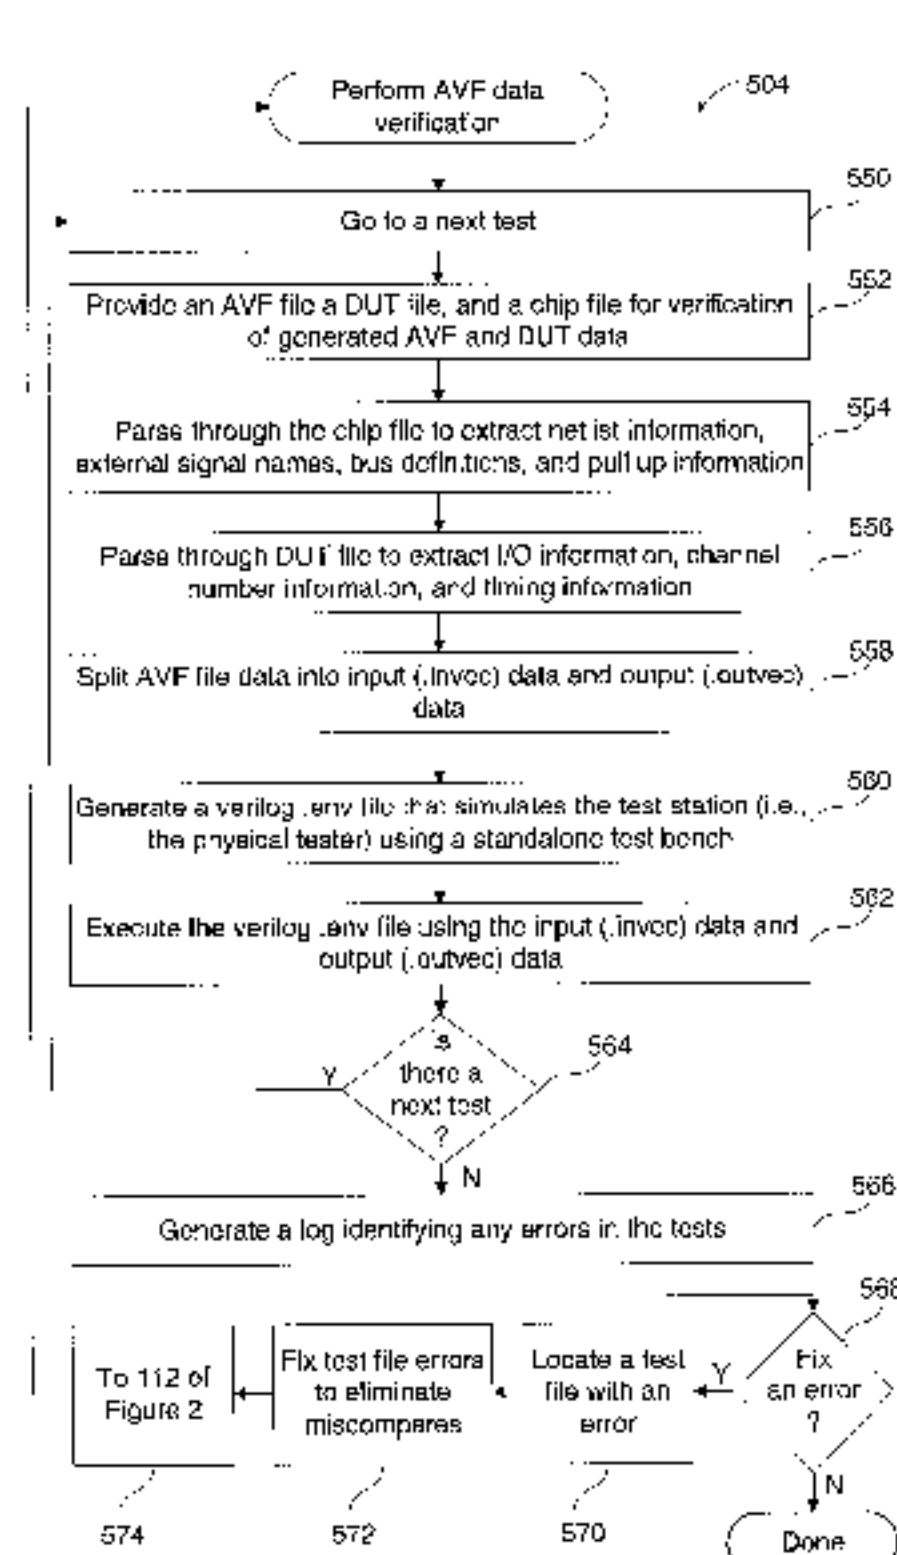 Perform AVF data
verification
504
550
Go to a next test
552
Provide an AVF file a DUT file, and a chip file for verification
of generated AVF and DUT data
554
Parse through the chip file to extract netlist information,
external signal names, bus definitions, and pull up information
556
Parse through DUT file to extract I/O information, channel
number information, and timing information
558
Split AVF file data into input (.invec) data and output (.outvec)
data
560
Generate a verilog .env file that simulates the test station (i.e.,
the physical tester) using a standalone test bench
562
Execute the verilog .env file using the input (.invec) data and
output (.outvec) data
564
Is
Y
there a
next test
?
N
566
Generate a log identifying any errors in the tests
568
To 112 of
Figure 2
Fix test file errors
to eliminate
miscompares
Locate a test
file with an
error
Y
Fix
an error
?
N
574
572
570
Done